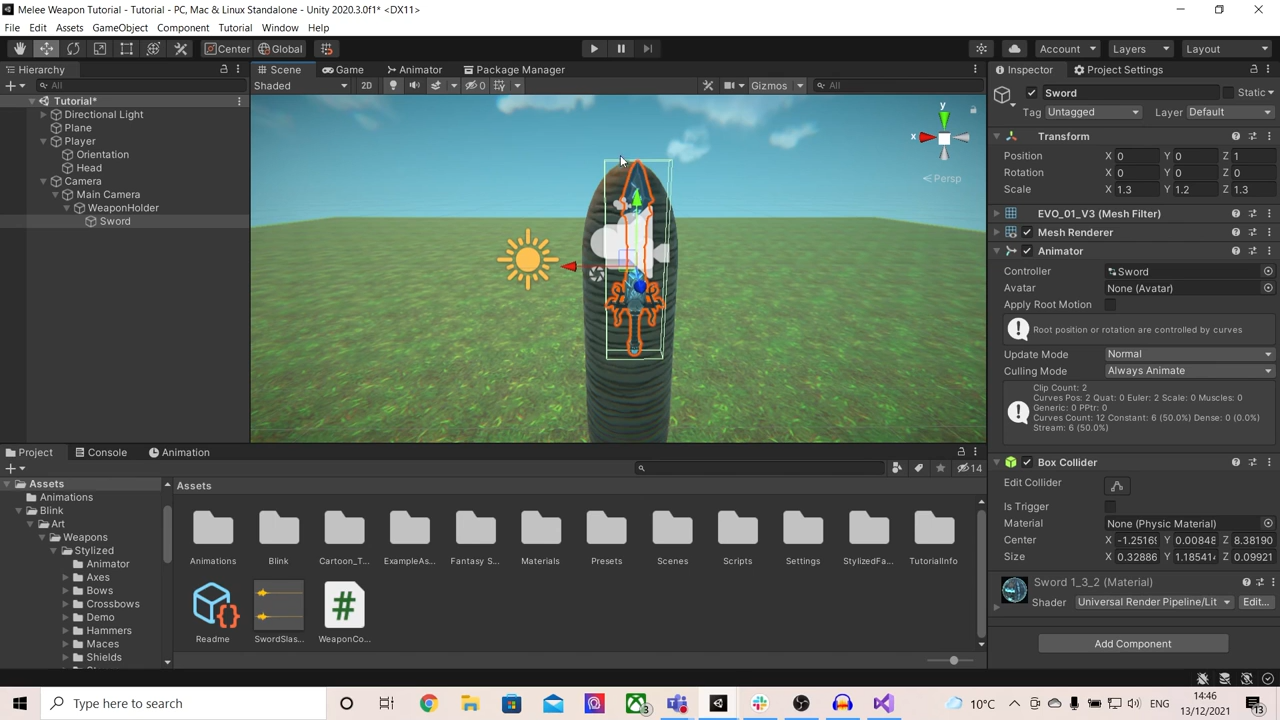 Melee Weapon Tutorial - Tutorial - PC, Mac & Linux Standalone - Unity 2020.3.0f1* <DX11>
File Edit Assets GameObject Component Tutorial Window Help
Center Global Account Layers Layout
Hierarchy Scene Game Animator Package Manager Inspector Project Settings
All Shaded 2D 0 Gizmos All Sword Static
Tutorial* Tag Untagged Layer Default
Directional Light
Plane
Player
Orientation
Head
Camera
Main Camera
WeaponHolder
Sword
y
x
Persp
Transform
Position X 0 Y 0 Z 1
Rotation X 0 Y 0 Z 0
Scale X 1.3 Y 1.2 Z 1.3
EVO_01_V3 (Mesh Filter)
Mesh Renderer
Animator
Controller Sword
Avatar None (Avatar)
Apply Root Motion
Root position or rotation are controlled by curves
Update Mode Normal
Culling Mode Always Animate
Clip Count: 2
Curves Pos: 2 Quat: 0 Euler: 2 Scale: 0 Muscles: 0
Generic: 0 PPtr: 0
Curves Count: 12 Constant: 6 (50.0%) Dense: 0 (0.0%)
Stream: 6 (50.0%)
Box Collider
Edit Collider
Is Trigger
Material None (Physic Material)
Center X -1.2516 Y 0.00848 Z 8.38190
Size X 0.32886 Y 1.18541 Z 0.09921
Sword 1_3_2 (Material)
Shader Universal Render Pipeline/Lit Edit...
Add Component
Project Console Animation
14
Assets
Animations
Blink
Art
Weapons
Stylized
Animator
Axes
Bows
Crossbows
Demo
Hammers
Maces
Shields
Assets
Animations Blink Cartoon_T... ExampleAs... Fantasy S... Materials Presets Scenes Scripts Settings StylizedFa... TutorialInfo
Readme SwordSlas... WeaponCo...
Type here to search 3 10°C ENG 14:46
13/12/2021 13